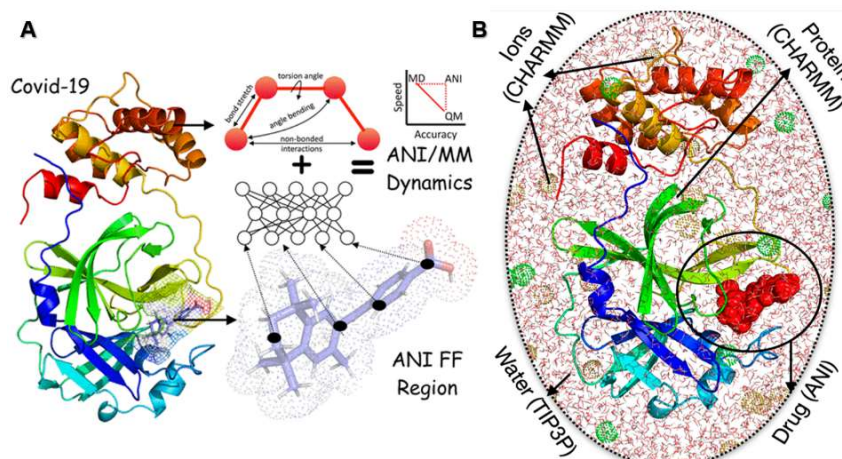 A
Covid-19
bond stretch
torsion angle
angle bending
non-bonded
interactions
Speed
MD
ANI
QM
Accuracy
+
=
ANI/MM
Dynamics
ANI FF
Region
B
Ions
(CHARMM)
Protein
(CHARMM)
Water (TIP3P)
Drug (ANI)